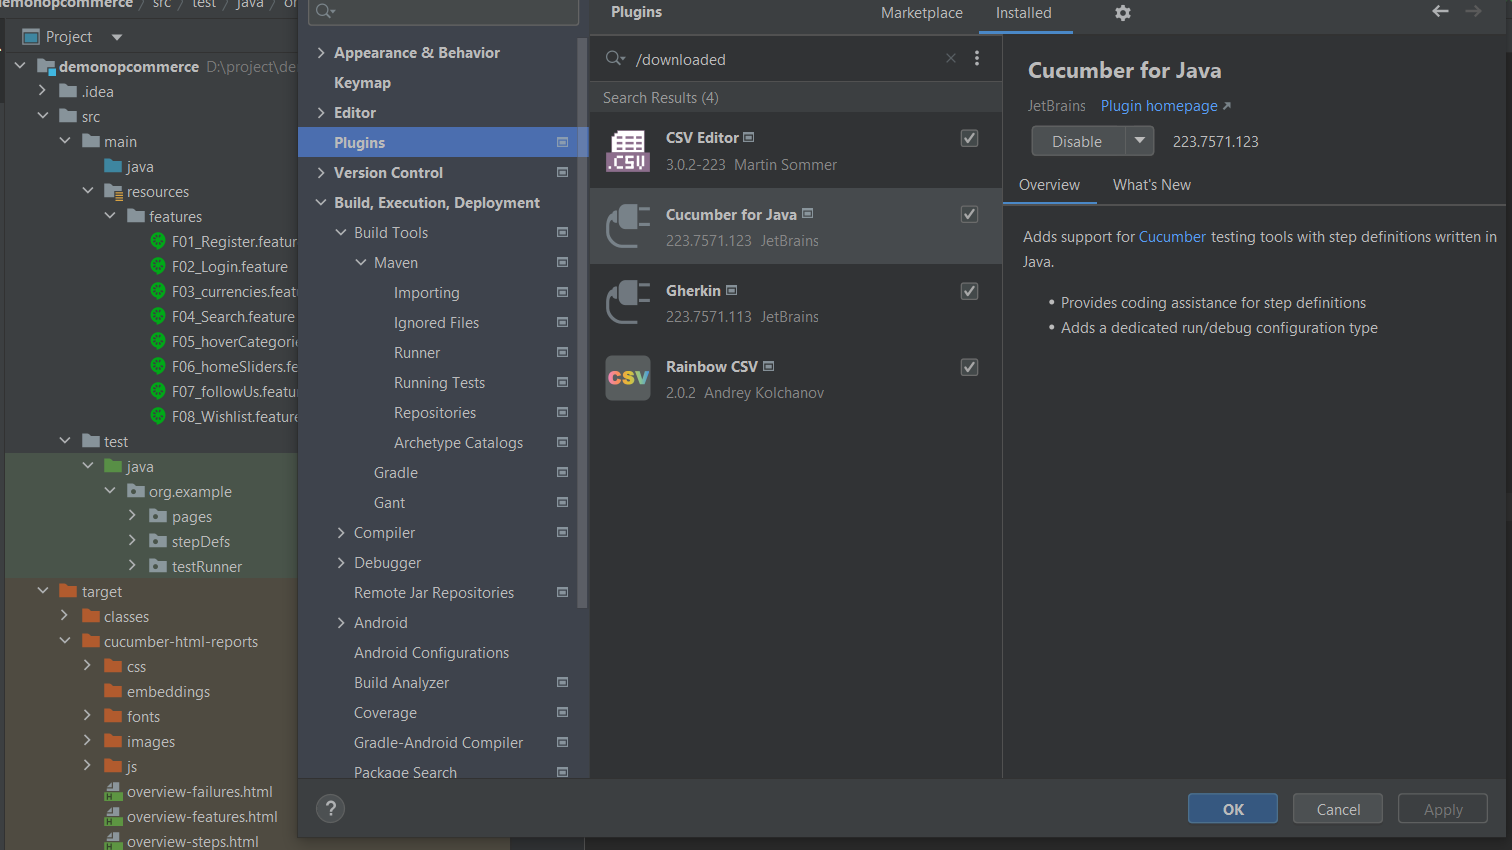 demonopcommerce / src / test / java / or
Project
demonopcommerce D:\project\de
.idea
src
main
java
resources
features
F01_Register.featur
F02_Login.feature
F03_currencies.feat
F04_Search.feature
F05_hoverCategorie
F06_homeSliders.fe
F07_followUs.featu
F08_Wishlist.feature
test
java
org.example
pages
stepDefs
testRunner
target
classes
cucumber-html-reports
css
embeddings
fonts
images
js
overview-failures.html
overview-features.html
overview-steps.html
Appearance & Behavior
Keymap
Editor
Plugins
Version Control
Build, Execution, Deployment
Build Tools
Maven
Importing
Ignored Files
Runner
Running Tests
Repositories
Archetype Catalogs
Gradle
Gant
Compiler
Debugger
Remote Jar Repositories
Android
Android Configurations
Build Analyzer
Coverage
Gradle-Android Compiler
Package Search
?
Plugins
Marketplace
Installed
/downloaded
Search Results (4)
.CSV
CSV Editor
3.0.2-223 Martin Sommer
Cucumber for Java
223.7571.123 JetBrains
Gherkin
223.7571.113 JetBrains
CSV
Rainbow CSV
2.0.2 Andrey Kolchanov
Cucumber for Java
JetBrains Plugin homepage
Disable
223.7571.123
Overview
What's New
Adds support for Cucumber testing tools with step definitions written in
Java.
• Provides coding assistance for step definitions
• Adds a dedicated run/debug configuration type
OK
Cancel
Apply